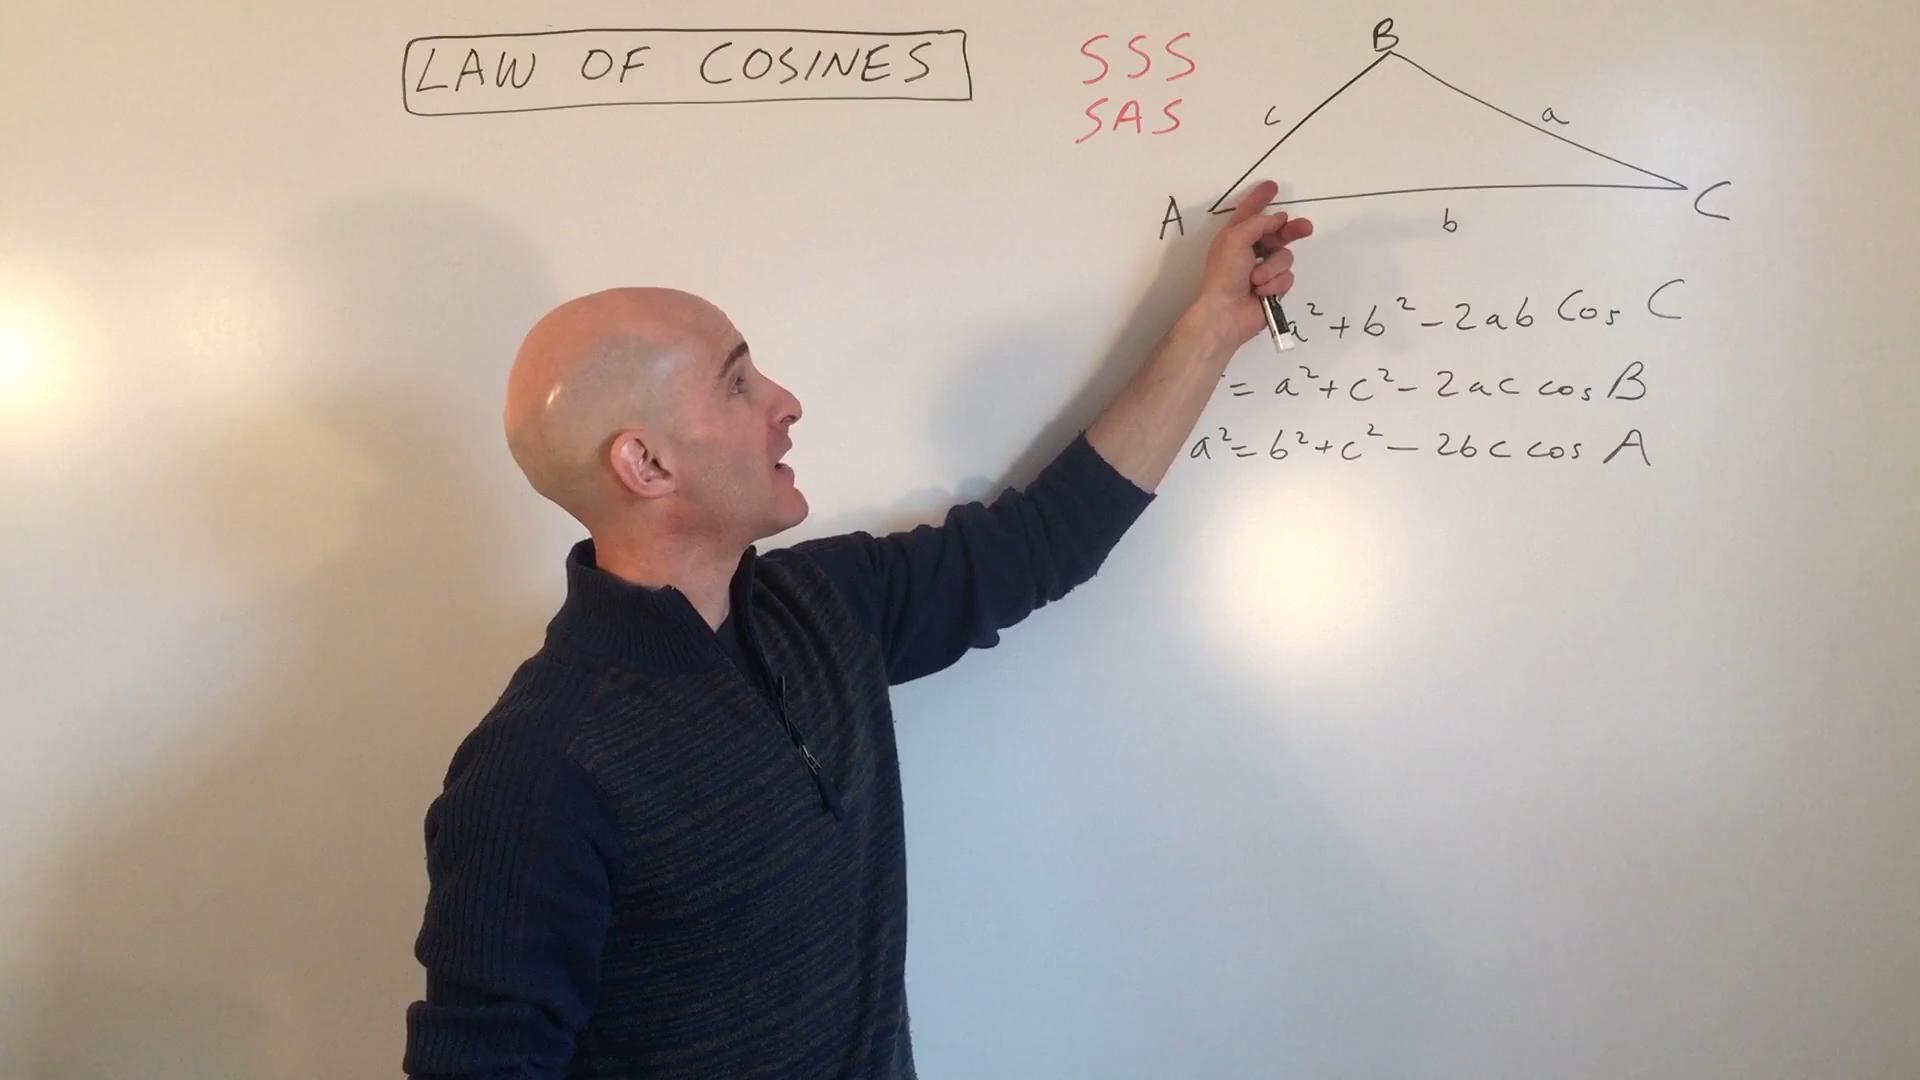 LAW OF COSINES
SSS
SAS
B
c
a
A
b
C
a²+b²-2ab Cos C
= a²+c²-2ac cos B
a²= b²+c²-2bc cos A